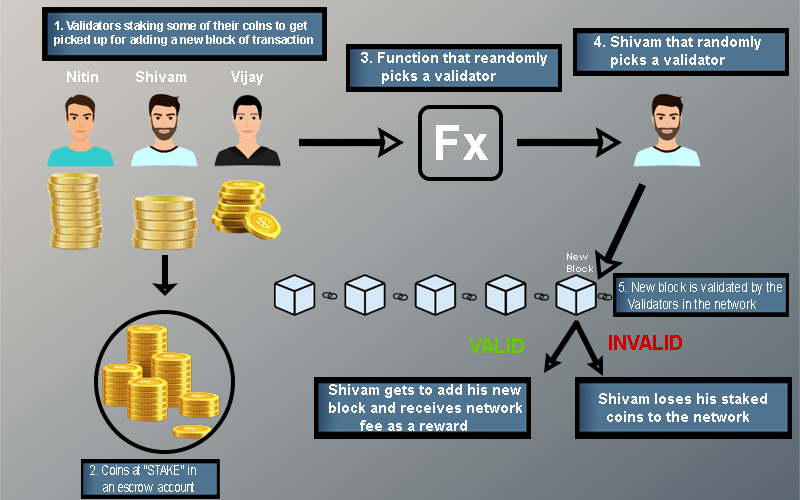 1. Validators staking some of their coins to get
picked up for adding a new block of transaction
Nitin
Shivam
Vijay
3. Function that reandomly
picks a validator
4. Shivam that randomly
picks a validator
Fx
New
Block
5. New block is validated by the
Validators in the network
VALID
INVALID
Shivam gets to add his new
block and receives network
fee as a reward
Shivam loses his staked
coins to the network
2. Coins at "STAKE" in
an escrow account